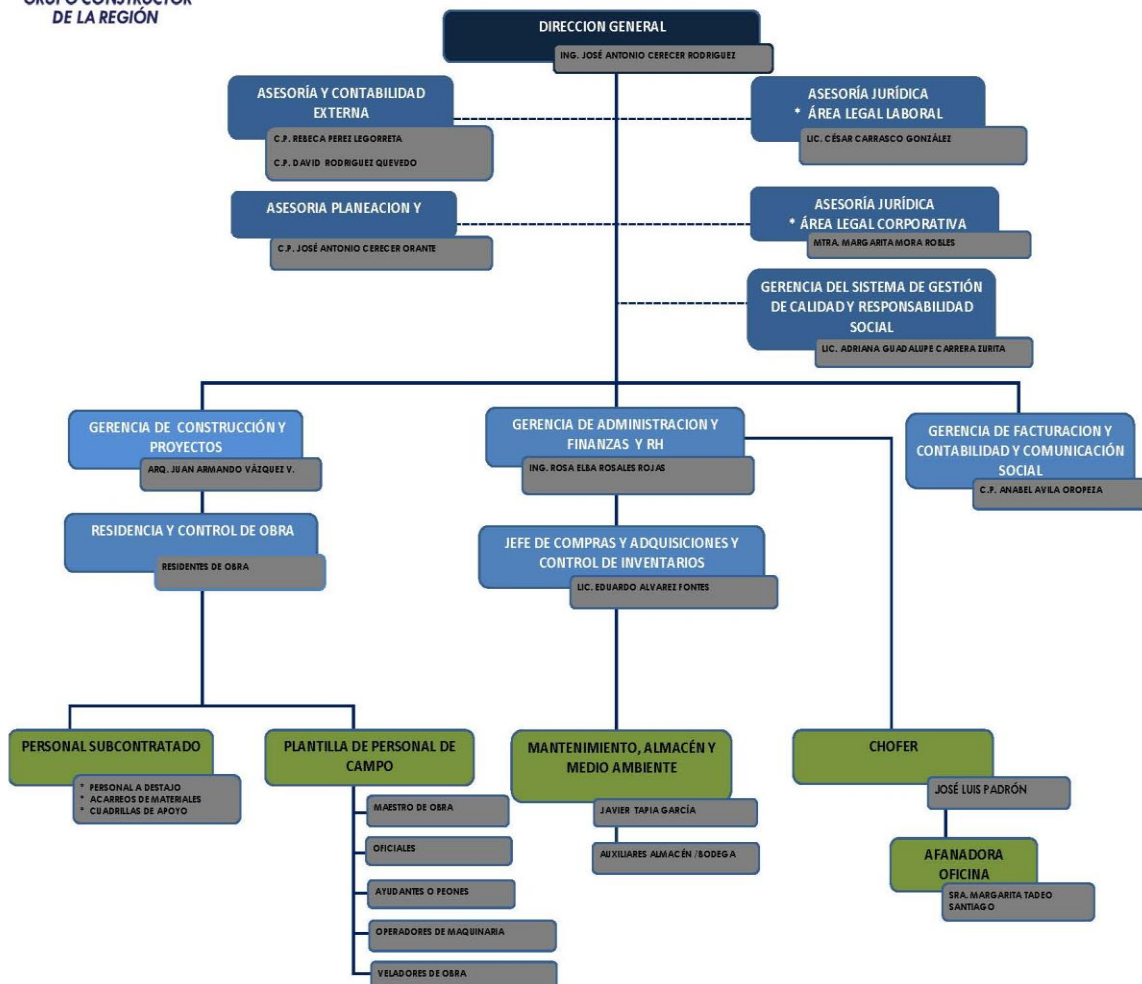 GRUPO CONSTRUCTOR
DE LA REGIÓN
DIRECCION GENERAL
ING. JOSÉ ANTONIO CERECER RODRIGUEZ
ASESORÍA Y CONTABILIDAD
EXTERNA
C.P. REBECA PEREZ LEGORRETA
C.P. DAVID RODRIGUEZ QUEVEDO
ASESORÍA JURÍDICA
* ÁREA LEGAL LABORAL
LIC. CÉSAR CARRASCO GONZÁLEZ
ASESORIA PLANEACION Y
C.P. JOSÉ ANTONIO CERECER ORANTE
ASESORÍA JURÍDICA
* ÁREA LEGAL CORPORATIVA
MTRA. MARGARITA MORA ROBLES
GERENCIA DEL SISTEMA DE GESTIÓN
DE CALIDAD Y RESPONSABILIDAD
SOCIAL
LIC. ADRIANA GUADALUPE CARRERA ZURITA
GERENCIA DE CONSTRUCCIÓN Y
PROYECTOS
ARQ. JUAN ARMANDO VÁZQUEZ V.
GERENCIA DE ADMINISTRACION Y
FINANZAS Y RH
ING. ROSA ELBA ROSALES ROJAS
GERENCIA DE FACTURACION Y
CONTABILIDAD Y COMUNICACIÓN
SOCIAL
C.P. ANABEL AVILA OROPEZA
RESIDENCIA Y CONTROL DE OBRA
RESIDENTES DE OBRA
JEFE DE COMPRAS Y ADQUISICIONES Y
CONTROL DE INVENTARIOS
LIC. EDUARDO ALVAREZ FONTES
PERSONAL SUBCONTRATADO
* PERSONAL A DESTAJO
* ACARREOS DE MATERIALES
* CUADRILLAS DE APOYO
PLANTILLA DE PERSONAL DE
CAMPO
MAESTRO DE OBRA
OFICIALES
AYUDANTES O PEONES
OPERADORES DE MAQUINARIA
VELADORES DE OBRA
MANTENIMIENTO, ALMACÉN Y
MEDIO AMBIENTE
JAVIER TAPIA GARCÍA
AUXILIARES ALMACÉN /BODEGA
CHOFER
JOSÉ LUIS PADRÓN
AFANADORA
OFICINA
SRA. MARGARITA TADEO
SANTIAGO